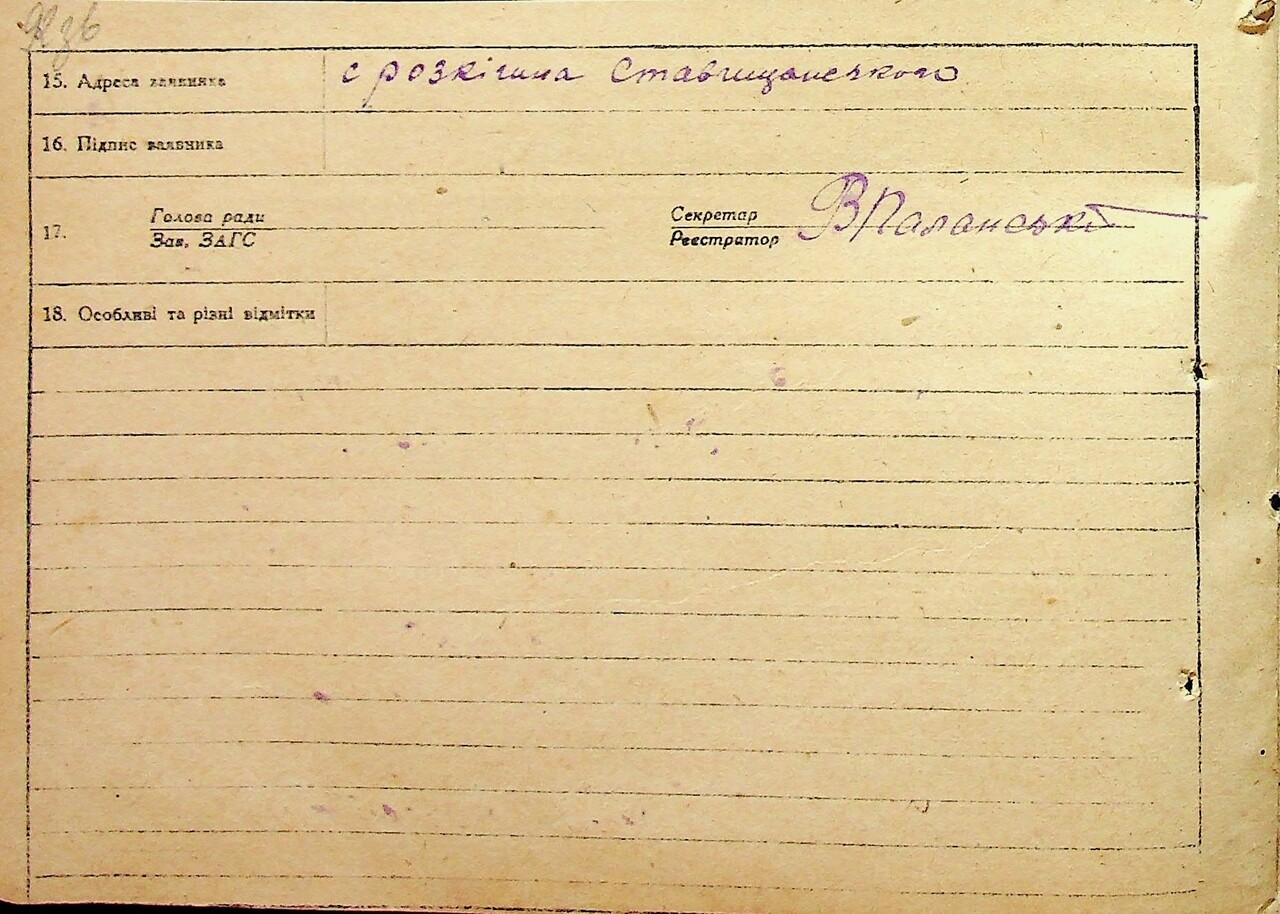 15. Адреса заявника с розкішна Ставищанського
16. Підпис заявника
17. Голова ради Секретар
Зав. ЗАГС Реестратор
18. Особливі та різні відмітки